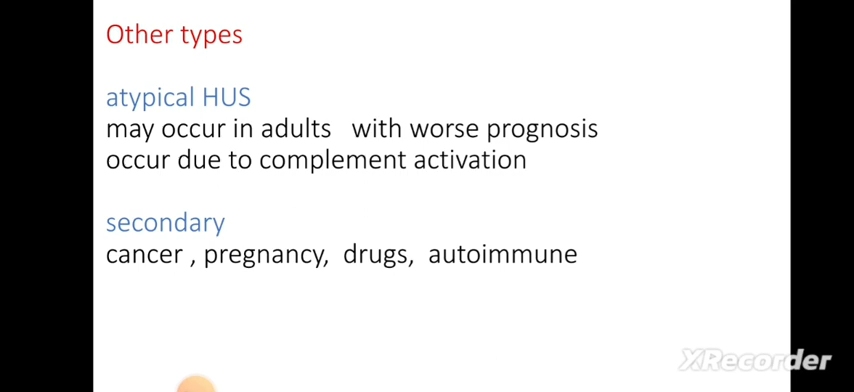 Other types
atypical HUS
may occur in adults with worse prognosis
occur due to complement activation
secondary
cancer , pregnancy, drugs, autoimmune
XRecorder